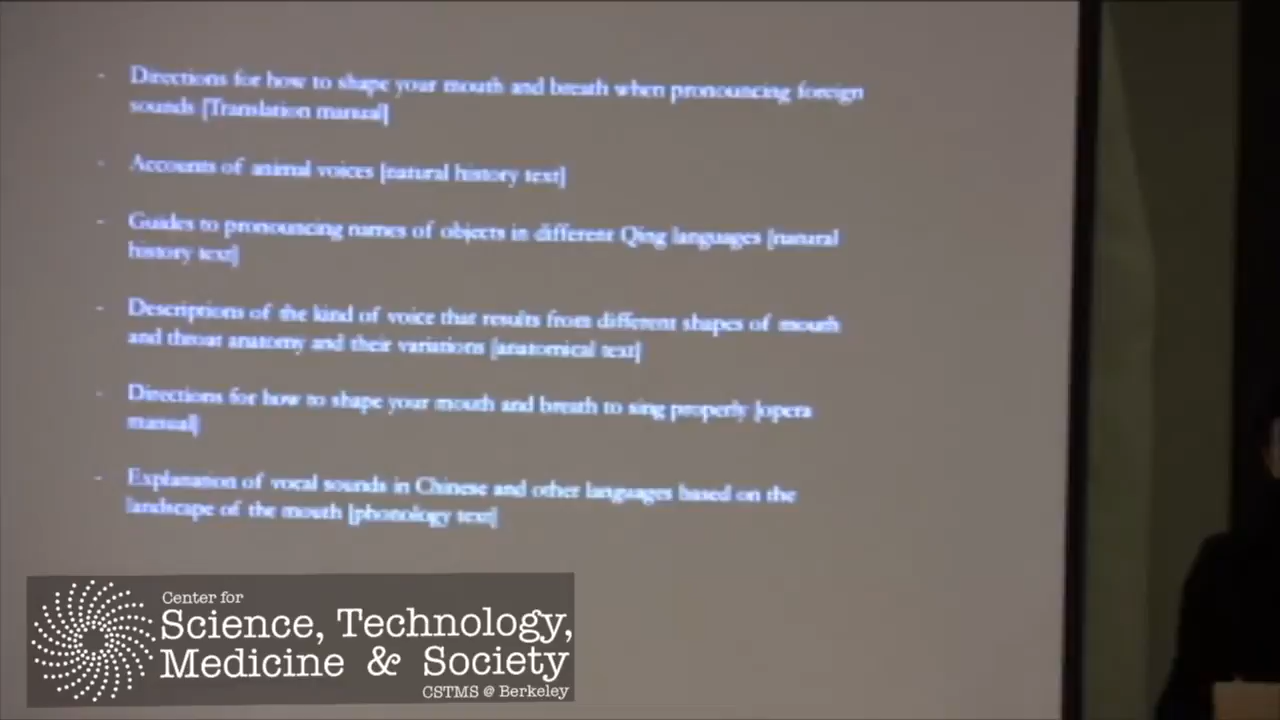 - Directions for how to shape your mouth and breath when pronouncing foreign
sounds [Translation manual]
- Accounts of animal voices [natural history text]
- Guides to pronouncing names of objects in different Qing languages [natural
history text]
- Descriptions of the kind of voice that results from different shapes of mouth
and throat anatomy and their variations [anatomical text]
- Directions for how to shape your mouth and breath to sing properly [opera
manual]
- Explanation of vocal sounds in Chinese and other languages based on the
landscape of the mouth [phonology text]
Center for
Science, Technology,
Medicine & Society
CSTMS @ Berkeley